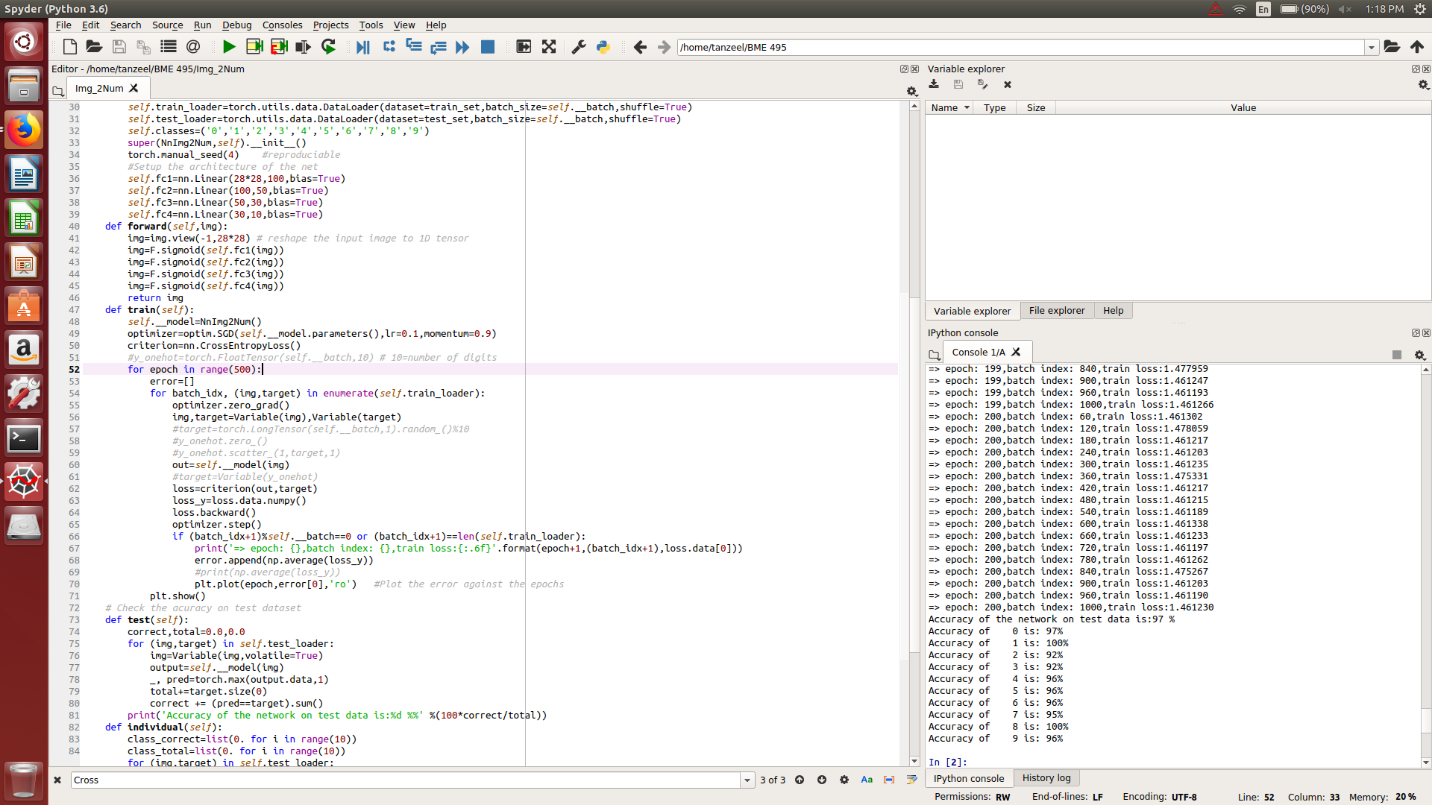 Spyder (Python 3.6)
En
(90%)
1:18 PM
File Edit Search Source Run Debug Consoles Projects Tools View Help
/home/tanzeel/BME 495
Editor - /home/tanzeel/BME 495/Img_2Num
Img_2Num
30 self.train_loader=torch.utils.data.DataLoader(dataset=train_set,batch_size=self.__batch,shuffle=True)
31 self.test_loader=torch.utils.data.DataLoader(dataset=test_set,batch_size=self.__batch,shuffle=True)
32 self.classes=('0','1','2','3','4','5','6','7','8','9')
33 super(NnImg2Num,self).__init__()
34 torch.manual_seed(4) #reproduciable
35 #Setup the architecture of the net
36 self.fc1=nn.Linear(28*28,100,bias=True)
37 self.fc2=nn.Linear(100,50,bias=True)
38 self.fc3=nn.Linear(50,30,bias=True)
39 self.fc4=nn.Linear(30,10,bias=True)
40 def forward(self,img):
41 img=img.view(-1,28*28) # reshape the input image to 1D tensor
42 img=F.sigmoid(self.fc1(img))
43 img=F.sigmoid(self.fc2(img))
44 img=F.sigmoid(self.fc3(img))
45 img=F.sigmoid(self.fc4(img))
46 return img
47 def train(self):
48 self.__model=NnImg2Num()
49 optimizer=optim.SGD(self.__model.parameters(),lr=0.1,momentum=0.9)
50 criterion=nn.CrossEntropyLoss()
51 #y_onehot=torch.FloatTensor(self.__batch,10) # 10=number of digits
52 for epoch in range(500):
53 error=[]
54 for batch_idx, (img,target) in enumerate(self.train_loader):
55 optimizer.zero_grad()
56 img,target=Variable(img),Variable(target)
57 #target=torch.LongTensor(self.__batch,1).random_()%10
58 #y_onehot.zero_()
59 #y_onehot.scatter_(1,target,1)
60 out=self.__model(img)
61 #target=Variable(y_onehot)
62 loss=criterion(out,target)
63 loss_y=loss.data.numpy()
64 loss.backward()
65 optimizer.step()
66 if (batch_idx+1)%self.__batch==0 or (batch_idx+1)==len(self.train_loader):
67 print('=> epoch: {},batch index: {},train loss:{:.6f}'.format(epoch+1,(batch_idx+1),loss.data[0]))
68 error.append(np.average(loss_y))
69 #print(np.average(loss_y))
70 plt.plot(epoch,error[0],'ro') #Plot the error against the epochs
71 plt.show()
72 # Check the acuracy on test dataset
73 def test(self):
74 correct,total=0.0,0.0
75 for (img,target) in self.test_loader:
76 img=Variable(img,volatile=True)
77 output=self.__model(img)
78 _, pred=torch.max(output.data,1)
79 total+=target.size(0)
80 correct += (pred==target).sum()
81 print('Accuracy of the network on test data is:%d %%' %(100*correct/total))
82 def individual(self):
83 class_correct=list(0. for i in range(10))
84 class_total=list(0. for i in range(10))
for (img,target) in self.test_loader:
Cross
3 of 3
Aa
Variable explorer
Name Type Size Value
Variable explorer File explorer Help
IPython console
Console 1/A
=> epoch: 199,batch index: 840,train loss:1.477959
=> epoch: 199,batch index: 900,train loss:1.461247
=> epoch: 199,batch index: 960,train loss:1.461193
=> epoch: 199,batch index: 1000,train loss:1.461266
=> epoch: 200,batch index: 60,train loss:1.461302
=> epoch: 200,batch index: 120,train loss:1.478059
=> epoch: 200,batch index: 180,train loss:1.461217
=> epoch: 200,batch index: 240,train loss:1.461203
=> epoch: 200,batch index: 300,train loss:1.461235
=> epoch: 200,batch index: 360,train loss:1.475331
=> epoch: 200,batch index: 420,train loss:1.461217
=> epoch: 200,batch index: 480,train loss:1.461215
=> epoch: 200,batch index: 540,train loss:1.461189
=> epoch: 200,batch index: 600,train loss:1.461338
=> epoch: 200,batch index: 660,train loss:1.461233
=> epoch: 200,batch index: 720,train loss:1.461197
=> epoch: 200,batch index: 780,train loss:1.461262
=> epoch: 200,batch index: 840,train loss:1.475267
=> epoch: 200,batch index: 900,train loss:1.461203
=> epoch: 200,batch index: 960,train loss:1.461190
=> epoch: 200,batch index: 1000,train loss:1.461230
Accuracy of the network on test data is:97 %
Accuracy of 0 is: 97%
Accuracy of 1 is: 100%
Accuracy of 2 is: 92%
Accuracy of 3 is: 92%
Accuracy of 4 is: 96%
Accuracy of 5 is: 96%
Accuracy of 6 is: 96%
Accuracy of 7 is: 95%
Accuracy of 8 is: 100%
Accuracy of 9 is: 96%
In [2]:
IPython console History log
Permissions: RW End-of-lines: LF Encoding: UTF-8 Line: 52 Column: 33 Memory: 20 %